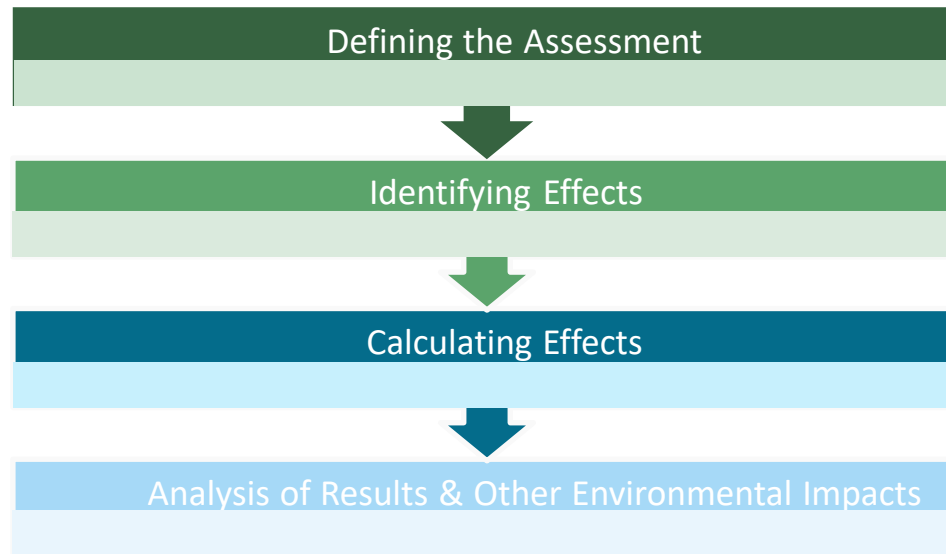 Defining the Assessment
Identifying Effects
Calculating Effects
Analysis of Results & Other Environmental Impacts